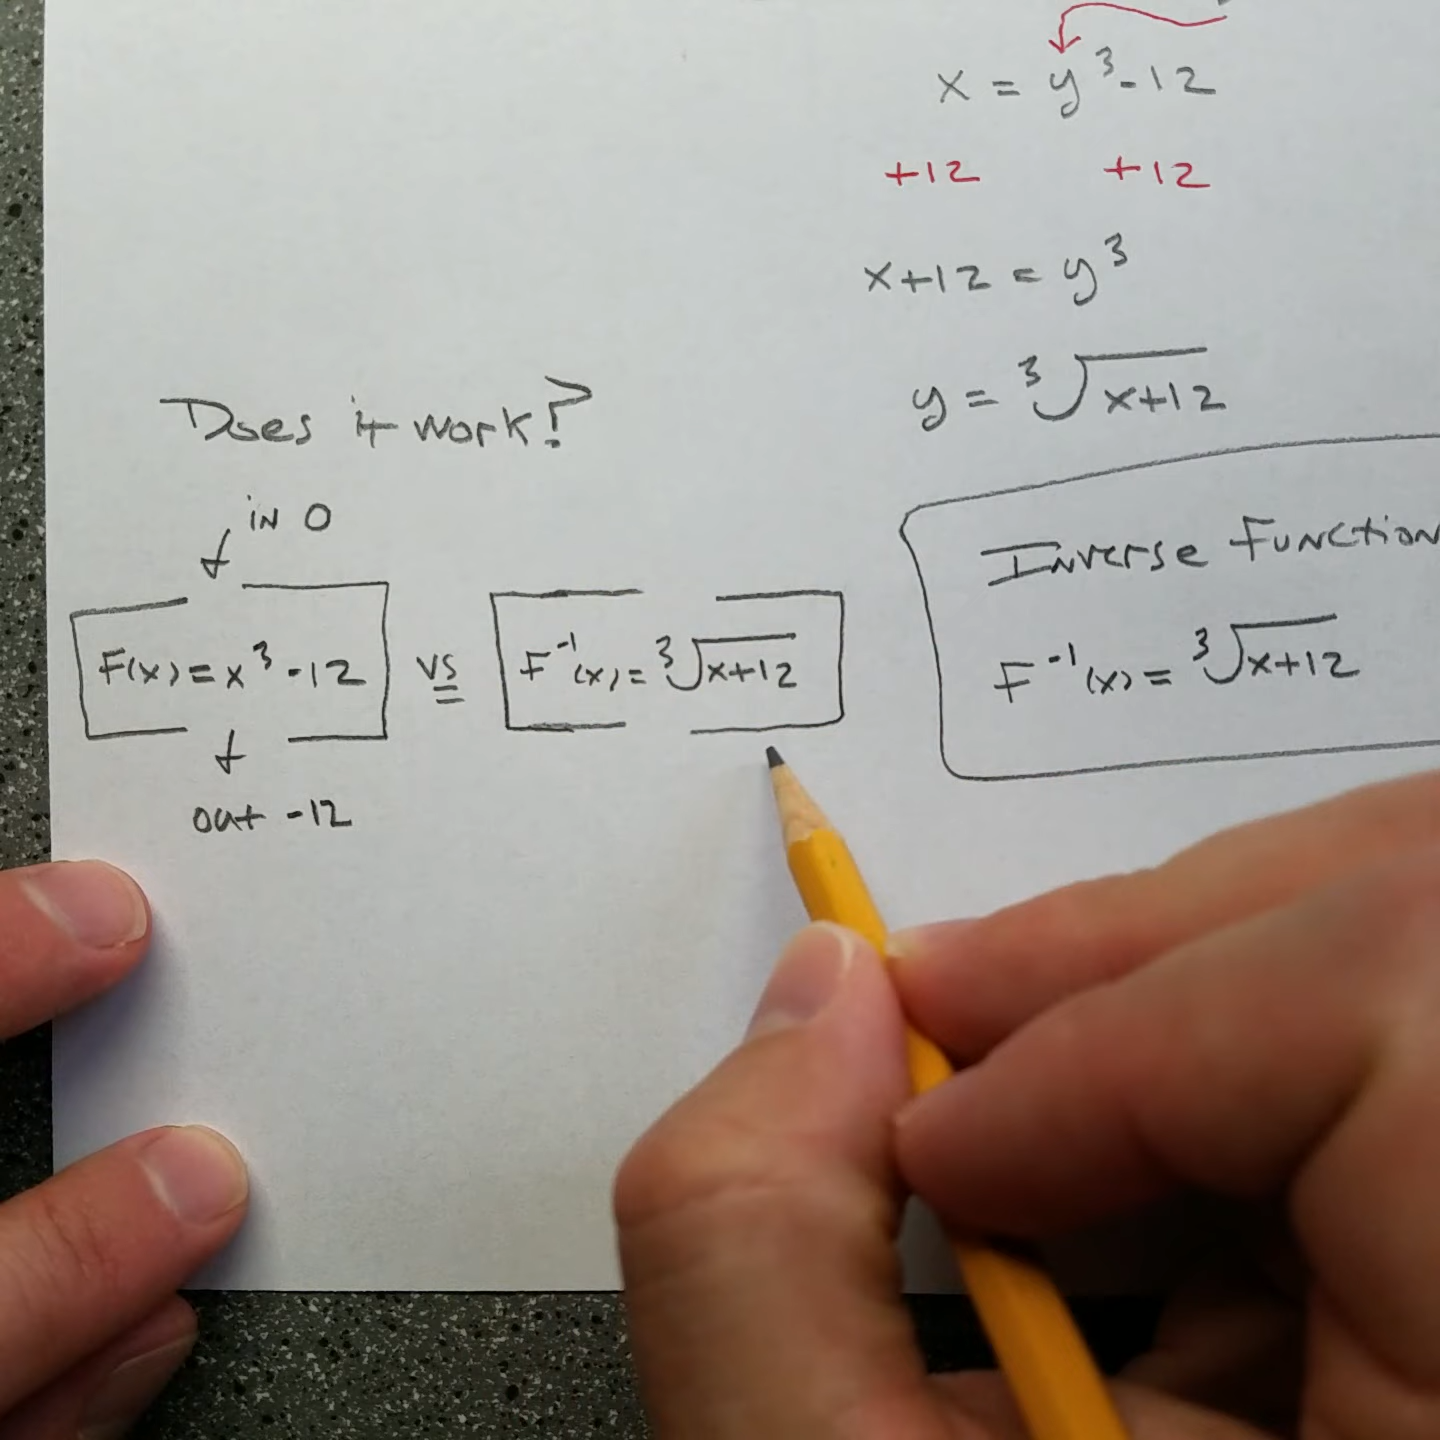 x = y³-12
+12 +12
x+12 = y³
y = ³√x+12
Does it work?
in 0
F(x) = x³-12 vs F⁻¹(x) = ³√x+12
out -12
Inverse Function
F⁻¹(x) = ³√x+12